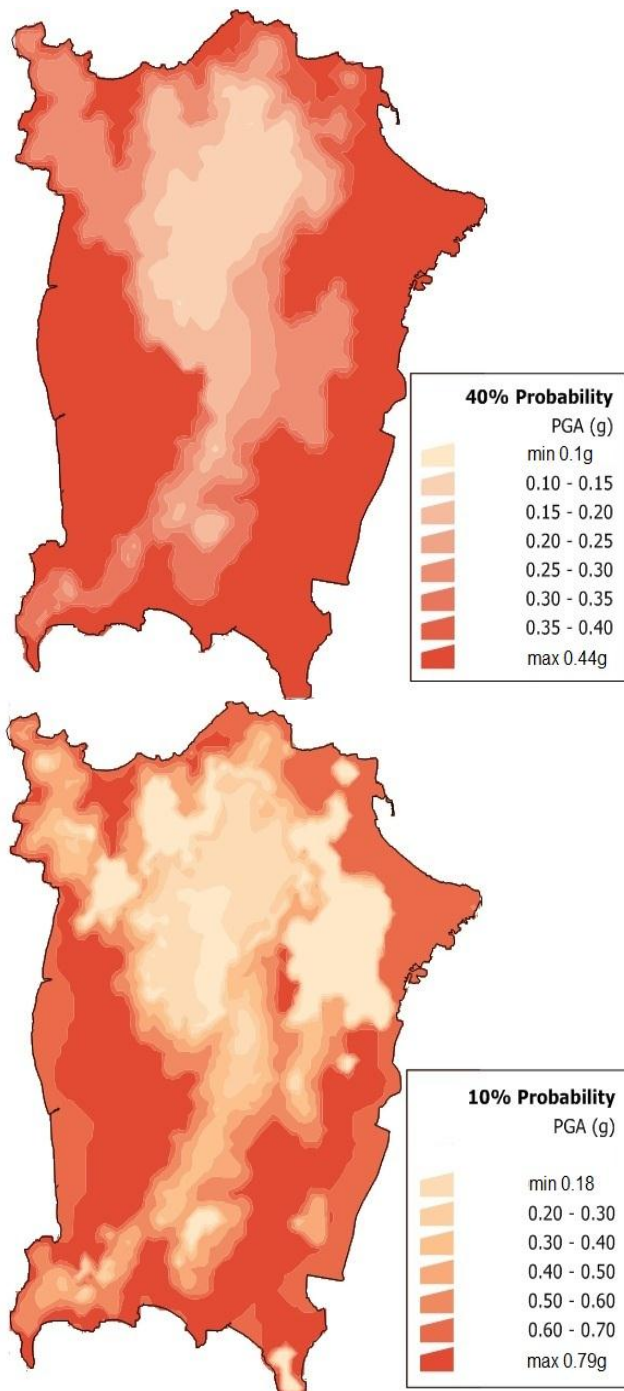 40% Probability
PGA (g)
min 0.1g
0.10 - 0.15
0.15 - 0.20
0.20 - 0.25
0.25 - 0.30
0.30 - 0.35
0.35 - 0.40
max 0.44g
10% Probability
PGA (g)
min 0.18
0.20 - 0.30
0.30 - 0.40
0.40 - 0.50
0.50 - 0.60
0.60 - 0.70
max 0.79g